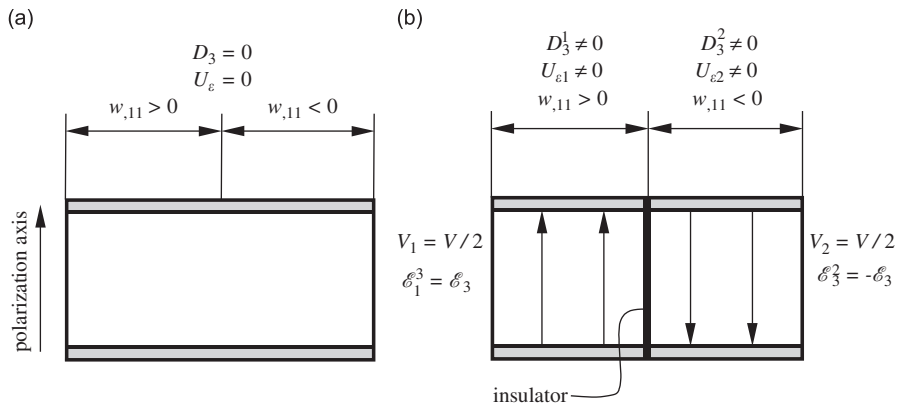 (a)
D₃ = 0
Uε = 0
w,₁₁ > 0
w,₁₁ < 0
polarization axis
(b)
D₃¹ ≠ 0
Uε₁ ≠ 0
w,₁₁ > 0
D₃² ≠ 0
Uε₂ ≠ 0
w,₁₁ < 0
V₁ = V/2
ℰ₁³ = ℰ₃
V₂ = V/2
ℰ₃² = -ℰ₃
insulator